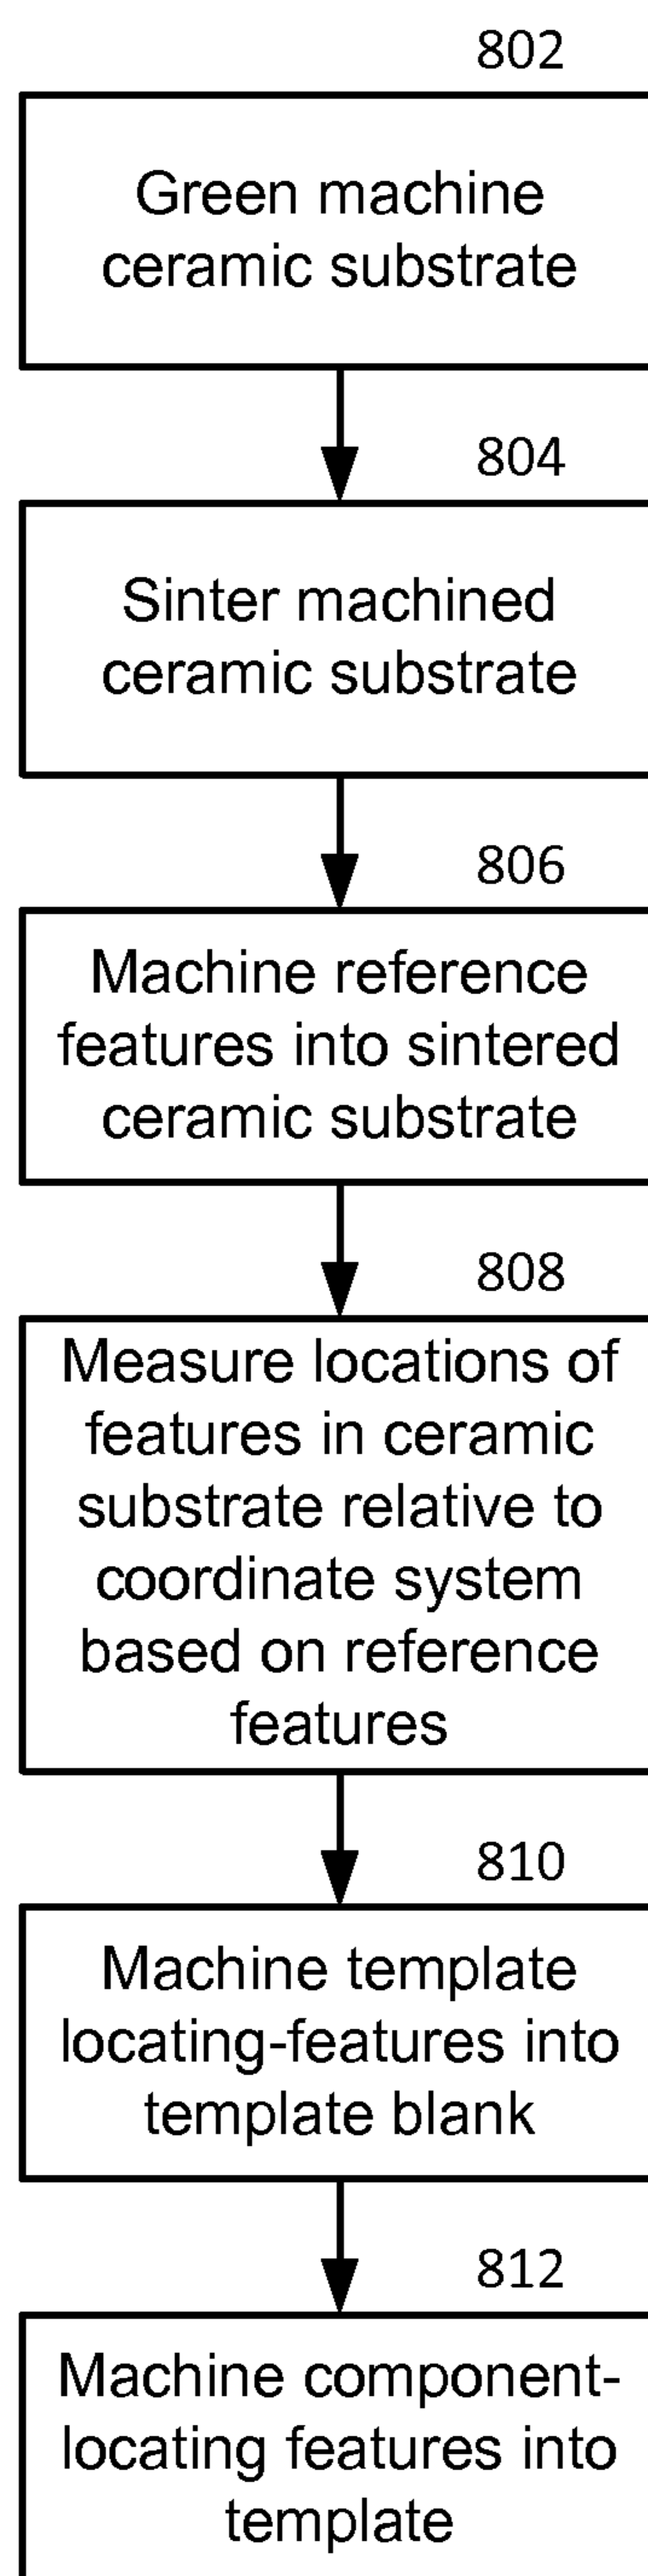 802
Green machine
ceramic substrate
804
Sinter machined
ceramic substrate
806
Machine reference
features into sintered
ceramic substrate
808
Measure locations of
features in ceramic
substrate relative to
coordinate system
based on reference
features
810
Machine template
locating-features into
template blank
812
Machine component-
locating features into
template